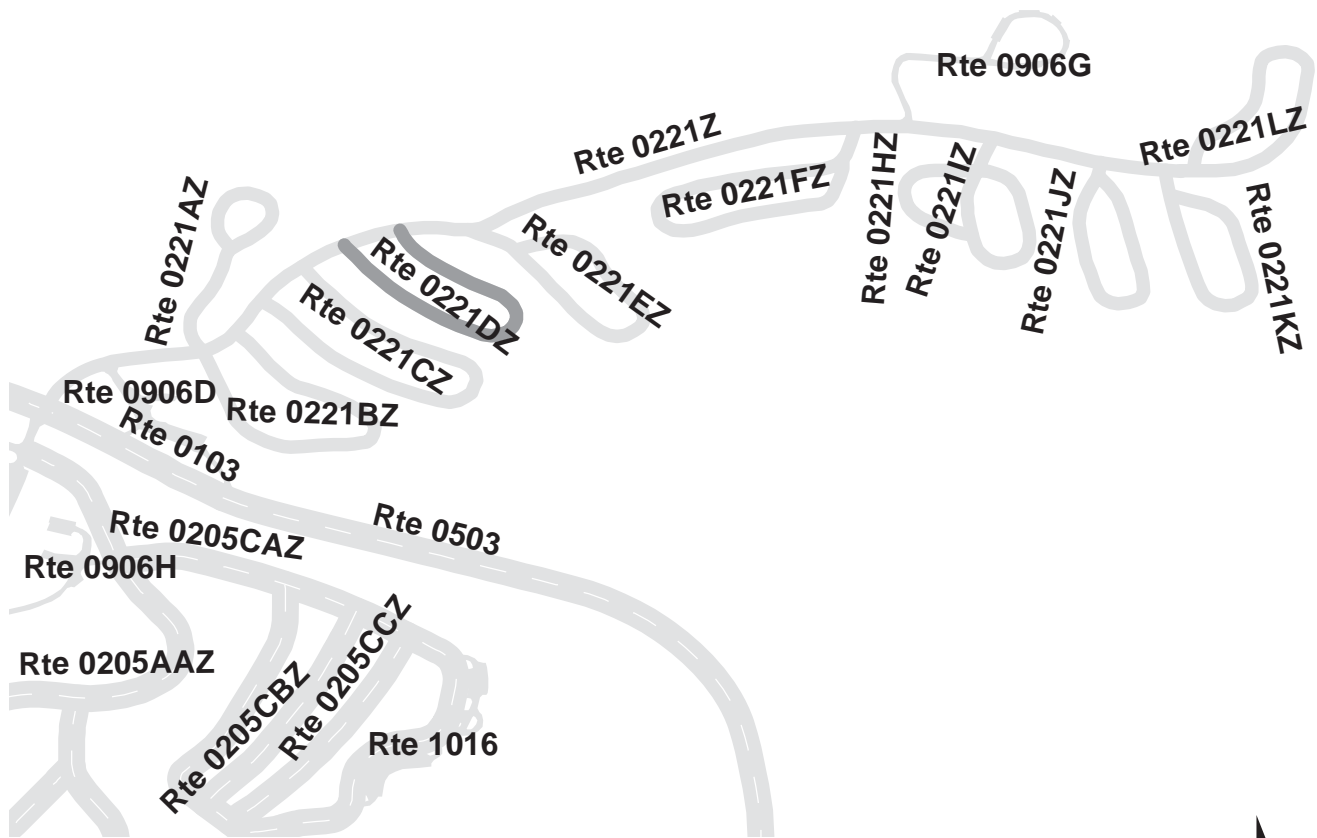 Rte 0906G
Rte 0221Z
Rte 0221LZ
Rte 0221FZ
Rte 0221HZ
Rte 0221IZ
Rte 0221JZ
Rte 0221KZ
Rte 0221AZ
Rte 0221DZ
Rte 0221EZ
Rte 0221CZ
Rte 0906D
Rte 0221BZ
Rte 0103
Rte 0503
Rte 0205CAZ
Rte 0906H
Rte 0205AAZ
Rte 0205CBZ
Rte 0205CCZ
Rte 1016